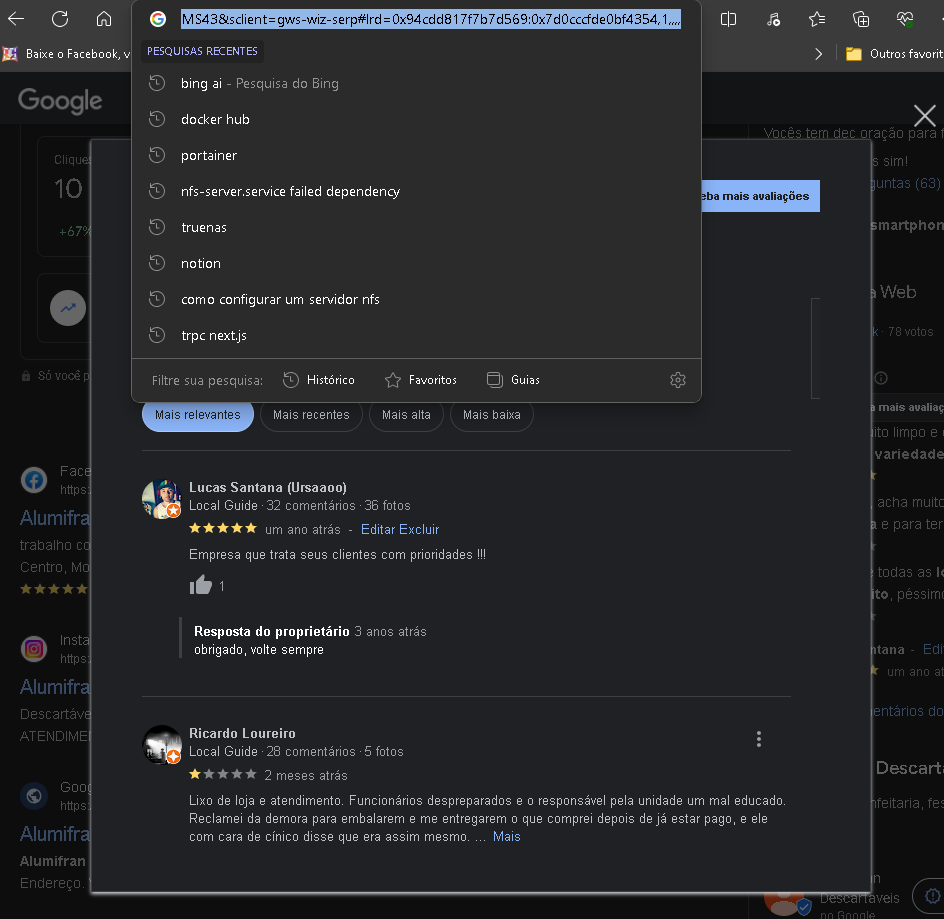 MS43&sclient=gws-wiz-serp#lrd=0x94cdd817f7b7d569:0x7d0cccfde0bf4354,1,,,,
Baixe o Facebook, v
Outros favorit
PESQUISAS RECENTES
bing ai - Pesquisa do Bing
docker hub
portainer
nfs-server.service failed dependency
truenas
notion
como configurar um servidor nfs
trpc next.js
Filtre sua pesquisa:
Histórico
Favoritos
Guias
Google
Clique
10
+67%
Só você p
Vocês tem dec oração para f
s sim!
guntas (63)
eba mais avaliações
smartphon
a Web
k · 78 votos
Mais relevantes
Mais recentes
Mais alta
Mais baixa
a mais avaliaç
ito limpo e
variedade
, acha muito
a e para ter
e todas as lo
ito, péssimo
ntana - Edi
um ano at
entários do
Lucas Santana (Ursaaoo)
Local Guide · 32 comentários · 36 fotos
um ano atrás - Editar Excluir
Empresa que trata seus clientes com prioridades !!!
1
Resposta do proprietário 3 anos atrás
obrigado, volte sempre
Ricardo Loureiro
Local Guide · 28 comentários · 5 fotos
2 meses atrás
Lixo de loja e atendimento. Funcionários despreparados e o responsável pela unidade um mal educado.
Reclamei da demora para embalarem e me entregarem o que comprei depois de já estar pago, e ele
com cara de cínico disse que era assim mesmo. … Mais
Face
https:
Alumifran
trabalho co
Centro, Mo
Insta
https:
Alumifra
Descartáve
ATENDIMEN
Goog
https:
Alumifra
Alumifran
Endereço.
Descart
nfeitaria, fes
an
Descartáveis
no Google